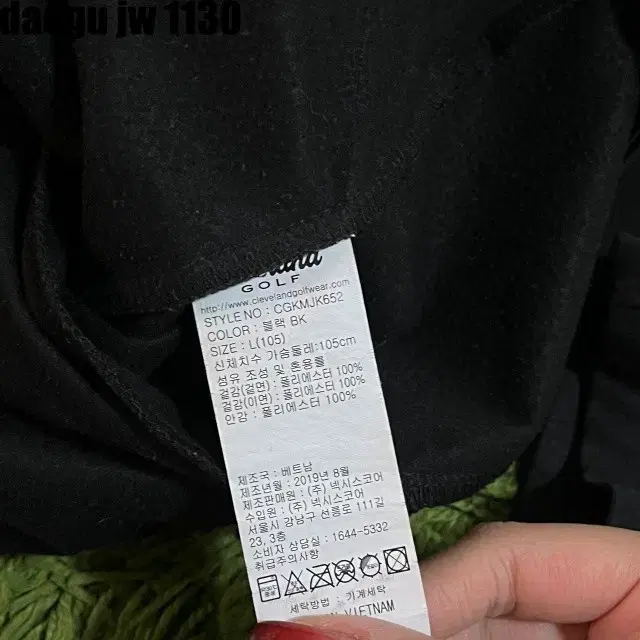 daegu jw 1130
GOLF
http://www.clevelandgolfwear.com
STYLE NO : CGKMJK652
COLOR : 블랙 BK
SIZE : L(105)
신체치수 가슴둘레:105cm
섬유 조성 및 혼용률
겉감(겉면) : 폴리에스터 100%
겉감(이면) : 폴리에스터 100%
안감 : 폴리에스터 100%
제조국 : 베트남
제조년월 : 2019년 8월
제조판매원 : (주) 넥시스코어
수입원 : (주) 넥시스코어
서울시 강남구 선릉로 111길
23, 3층
소비자 상담실 : 1644-5332
취급주의사항
세탁방법 : 기계세탁
VIETNAM